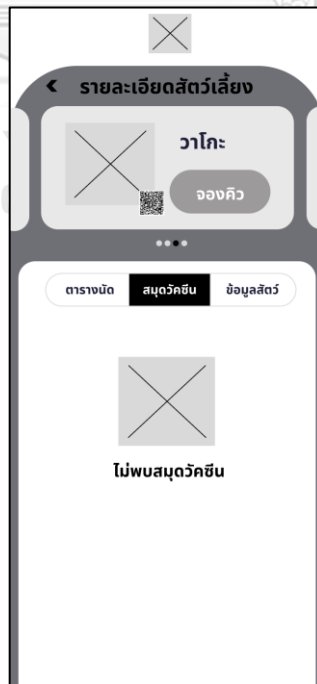 รายละเอียดสัตว์เลี้ยง
วาโกะ
จองคิว
ตารางนัด สมุดวัคซีน ข้อมูลสัตว์
ไม่พบสมุดวัคซีน